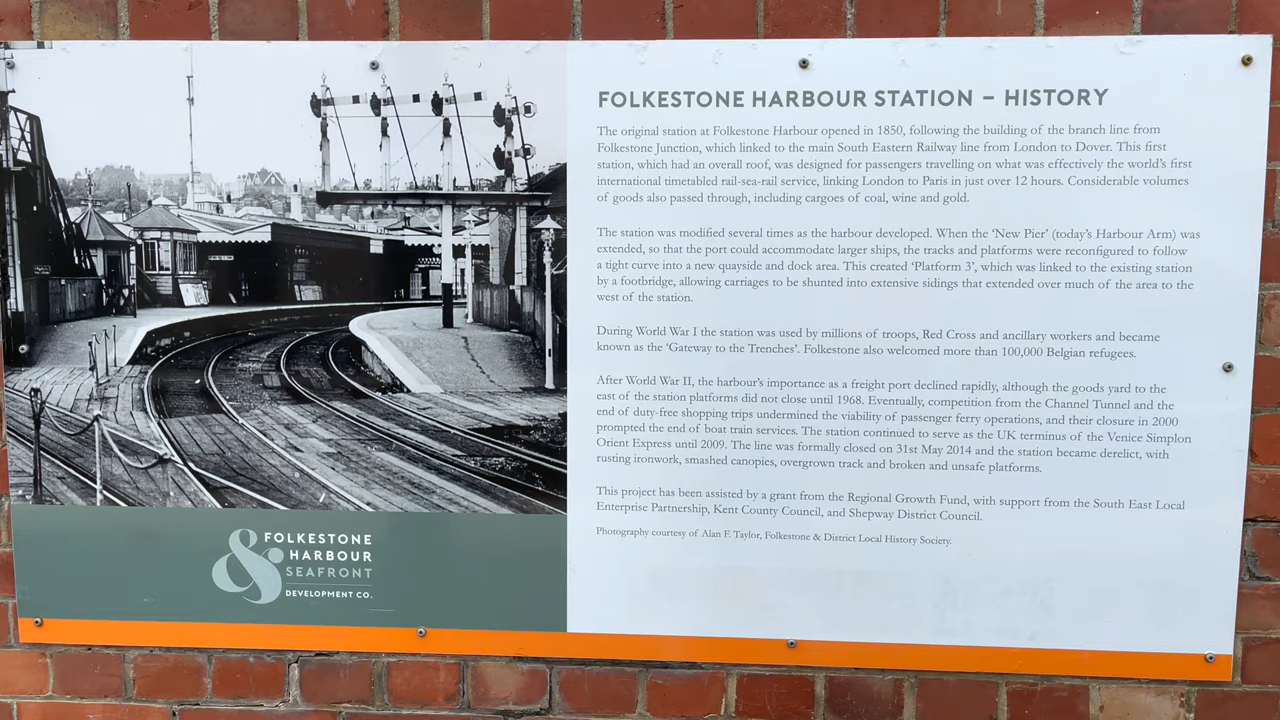 FOLKESTONE HARBOUR STATION – HISTORY
The original station at Folkestone Harbour opened in 1850, following the building of the branch line from
Folkestone Junction, which linked to the main South Eastern Railway line from London to Dover. This first
station, which had an overall roof, was designed for passengers travelling on what was effectively the world's first
international timetabled rail-sea-rail service, linking London to Paris in just over 12 hours. Considerable volumes
of goods also passed through, including cargoes of coal, wine and gold.
The station was modified several times as the harbour developed. When the 'New Pier' (today's Harbour Arm) was
extended, so that the port could accommodate larger ships, the tracks and platforms were reconfigured to follow
a tight curve into a new quayside and dock area. This created 'Platform 3', which was linked to the existing station
by a footbridge, allowing carriages to be shunted into extensive sidings that extended over much of the area to the
west of the station.
During World War I the station was used by millions of troops, Red Cross and ancillary workers and became
known as the 'Gateway to the Trenches'. Folkestone also welcomed more than 100,000 Belgian refugees.
After World War II, the harbour's importance as a freight port declined rapidly, although the goods yard to the
east of the station platforms did not close until 1968. Eventually, competition from the Channel Tunnel and the
end of duty-free shopping trips undermined the viability of passenger ferry operations, and their closure in 2000
prompted the end of boat train services. The station continued to serve as the UK terminus of the Venice Simplon
Orient Express until 2009. The line was formally closed on 31st May 2014 and the station became derelict, with
rusting ironwork, smashed canopies, overgrown track and broken and unsafe platforms.
This project has been assisted by a grant from the Regional Growth Fund, with support from the South East Local
Enterprise Partnership, Kent County Council, and Shepway District Council.
Photography courtesy of Alan F. Taylor, Folkestone & District Local History Society.
FOLKESTONE
& HARBOUR
SEAFRONT
DEVELOPMENT CO.